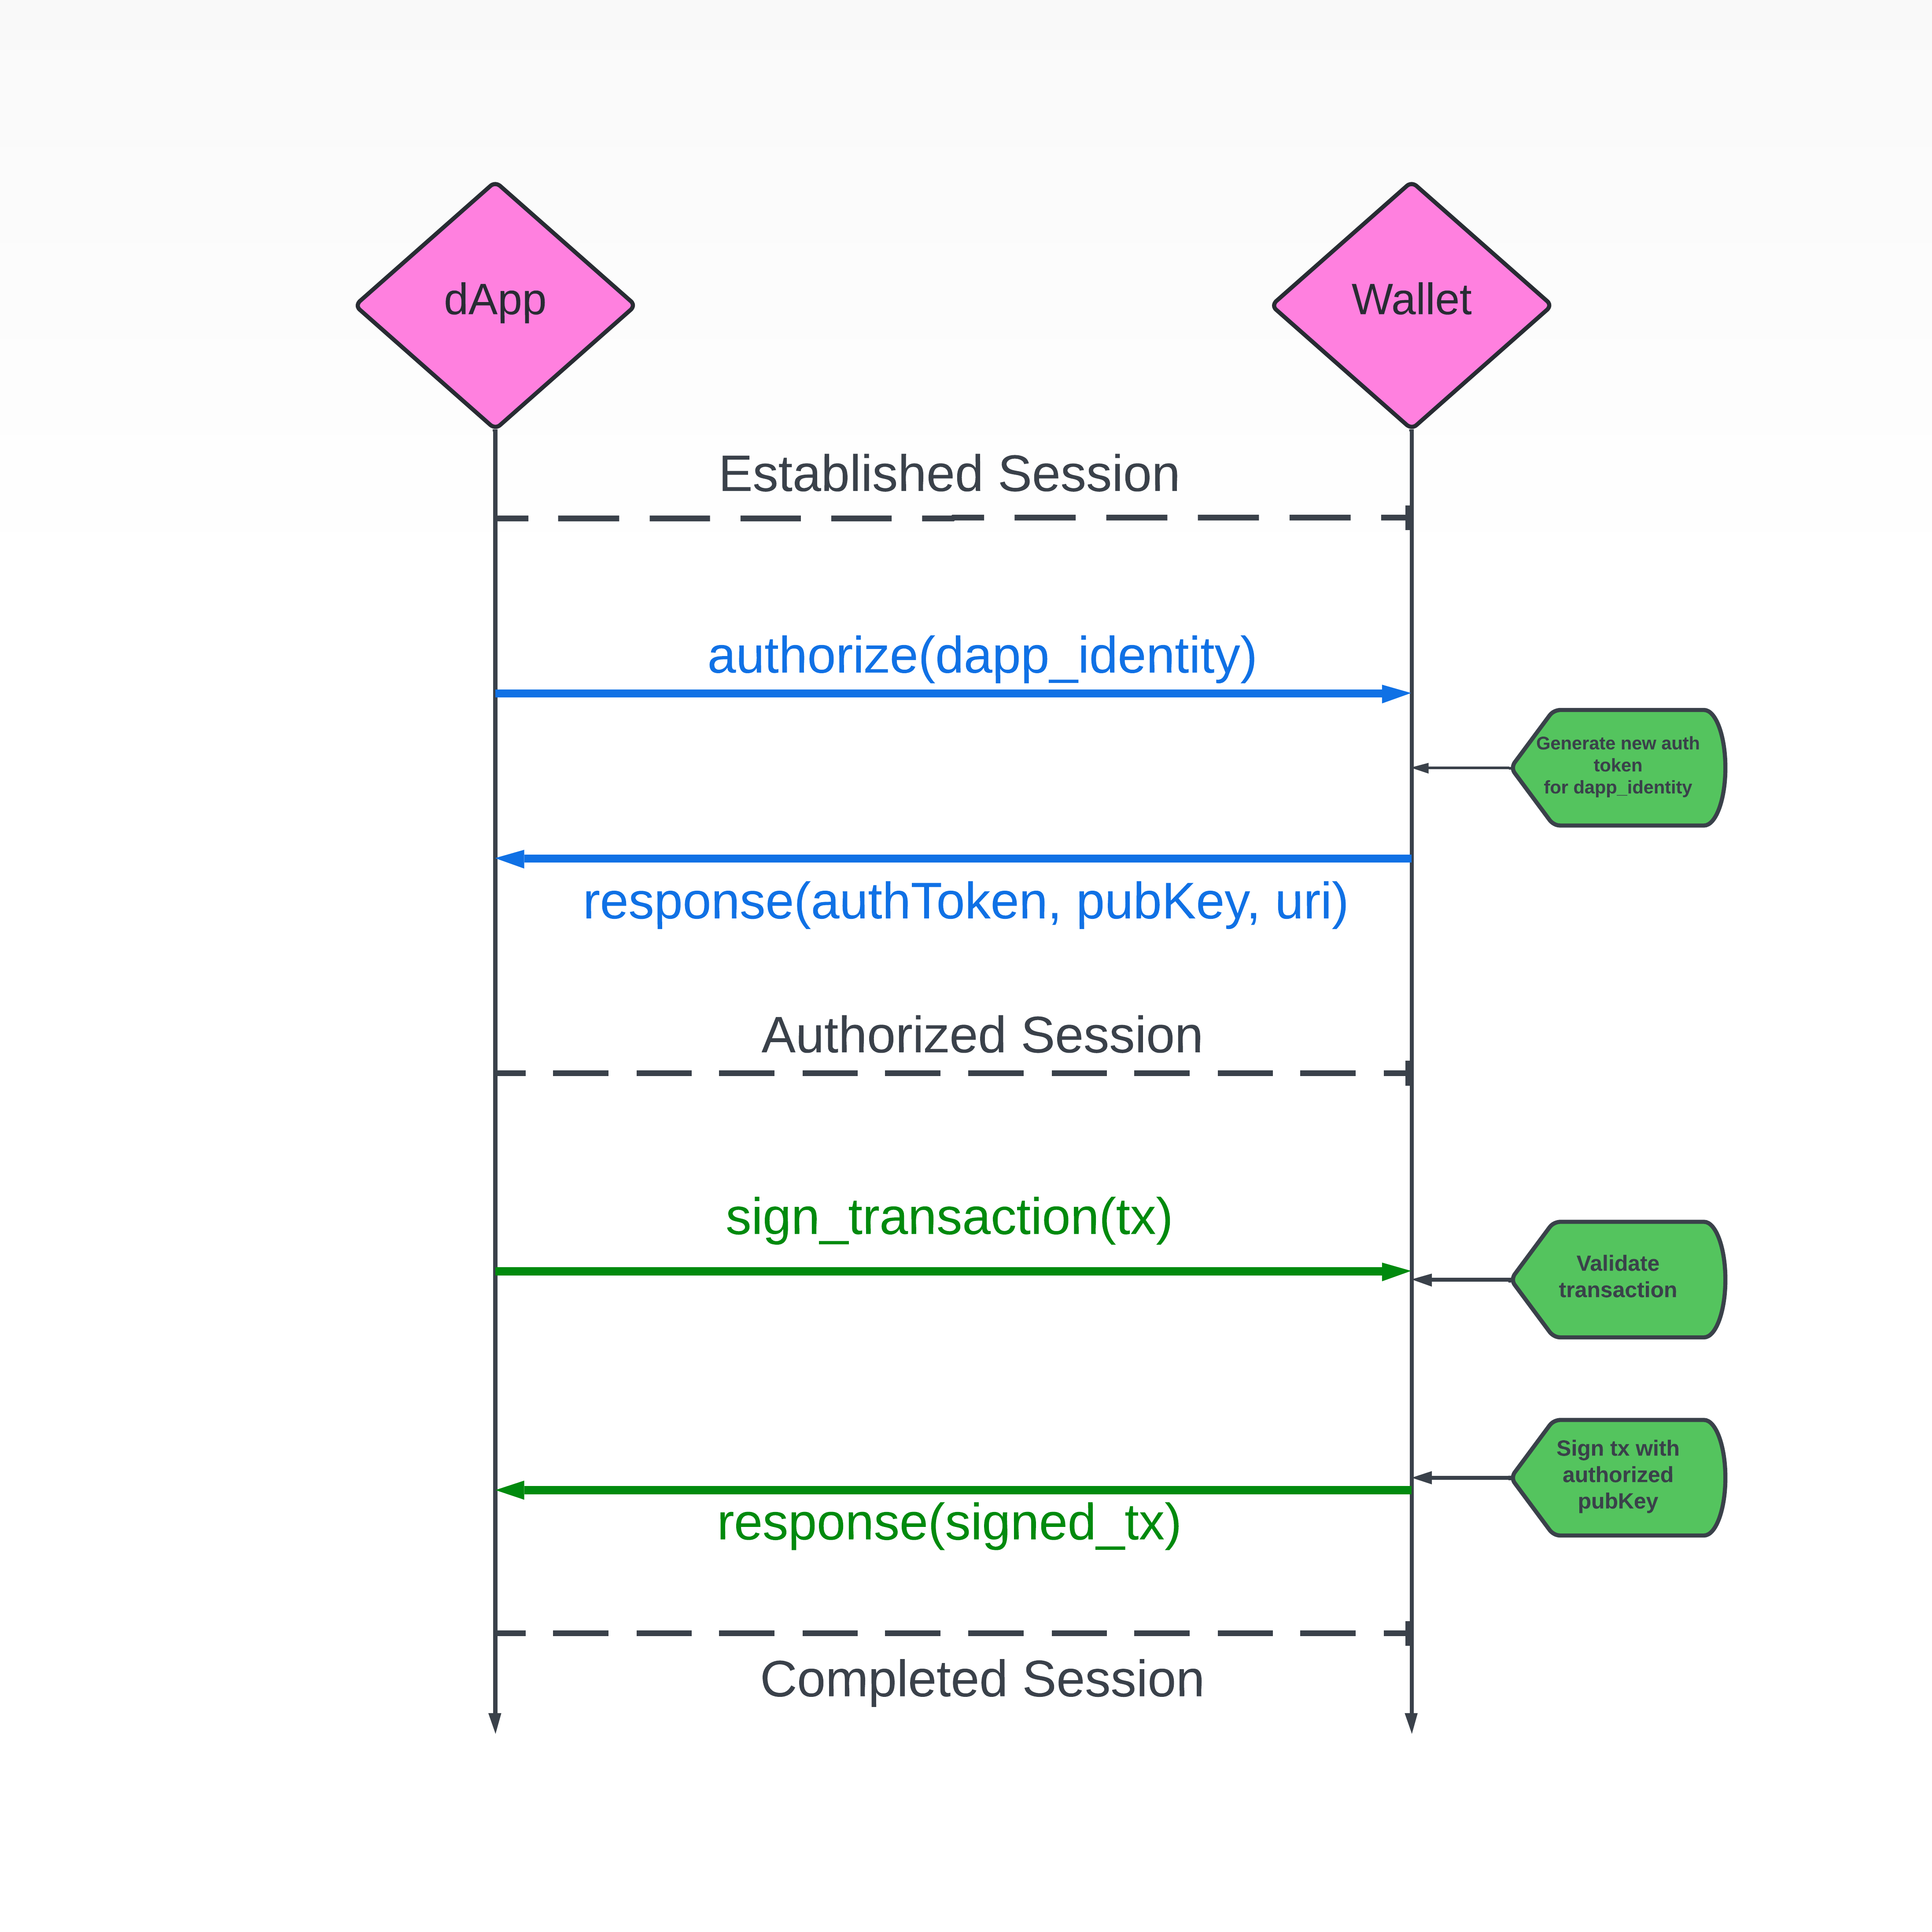 dApp
Wallet
Established Session
authorize(dapp_identity)
Generate new auth
token
for dapp_identity
response(authToken, pubKey, uri)
Authorized Session
sign_transaction(tx)
Validate
transaction
Sign tx with
authorized
pubKey
response(signed_tx)
Completed Session